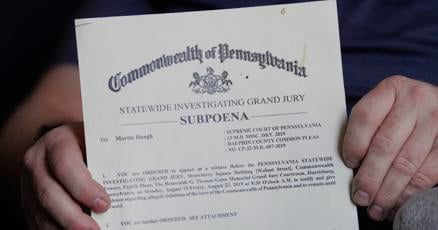 Commonwealth of Pennsylvania
STATEWIDE INVESTIGATING GRAND JURY
SUBPOENA
TO: Martin Haugh
: SUPREME COURT OF PENNSYLVANIA
: 13 M.D. MISC. DKT. 2019
: DAUPHIN COUNTY COMMON PLEAS
: NO. CP-22-MD-687-2019
1. YOU are ORDERED to appear as a witness Before the PENNSYLVANIA STATEWIDE
INVESTIGATING GRAND JURY, Strawberry Square Building [Walnut Street], Commonwealth
Towers, Eighth Floor, The Honorable G. Thomas Gates Memorial Grand Jury Courtroom, Harrisburg,
Pennsylvania, on Monday, August 19 Friday, August 23, 2019 at 8:30 O'clock A.M. to testify and give
evidence regarding alleged violations of the laws of the Commonwealth of Pennsylvania and to remain until
excused.
2. YOU are further ORDERED: SEE ATTACHMENT